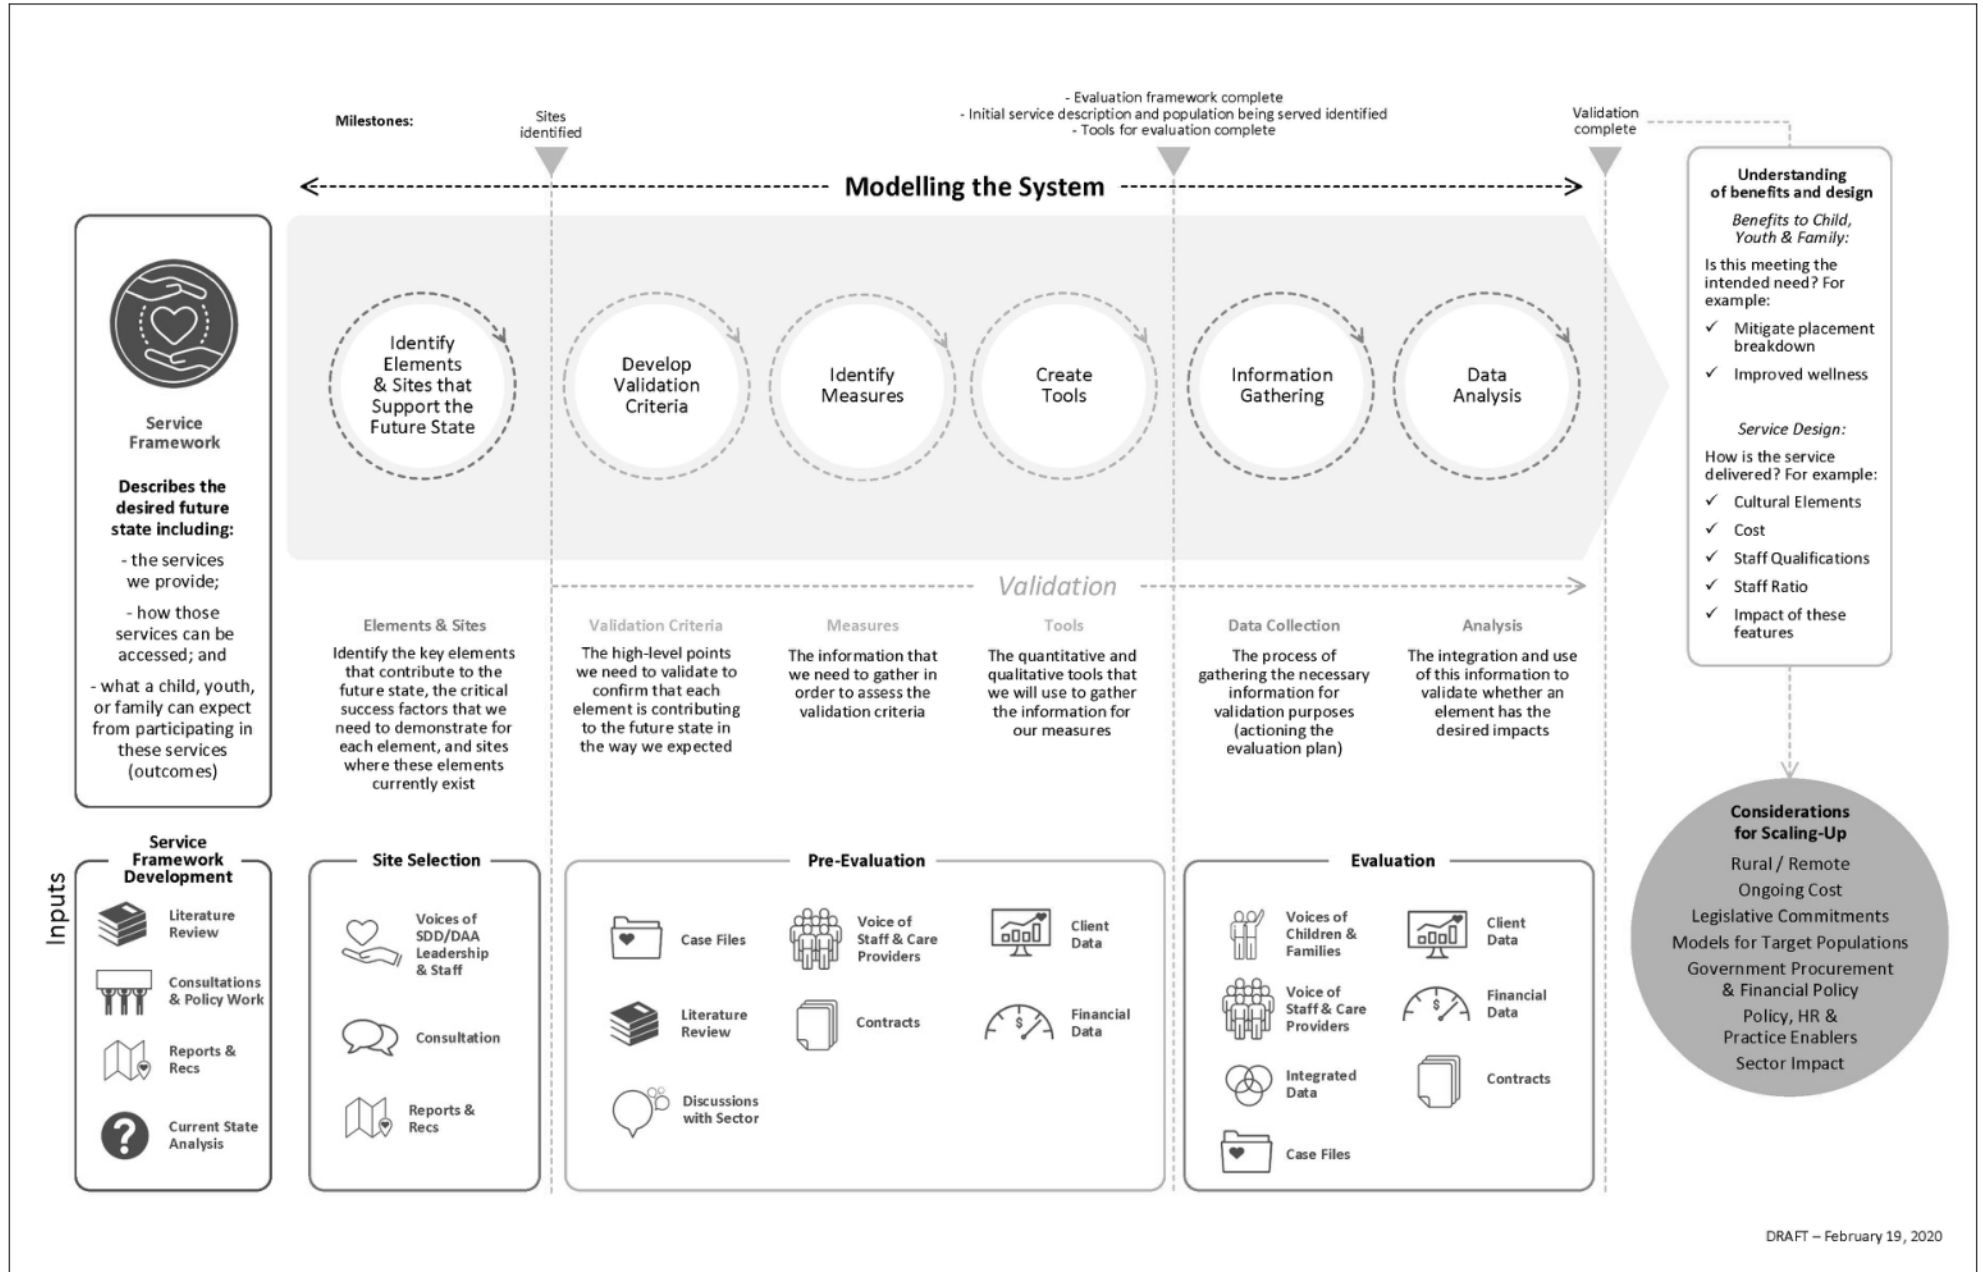 Milestones:
Sites
identified
- Evaluation framework complete
- Initial service description and population being served identified
- Tools for evaluation complete
Validation
complete
Modelling the System
Service
Framework
Describes the
desired future
state including:
- the services
we provide;
- how those
services can be
accessed; and
- what a child, youth,
or family can expect
from participating in
these services
(outcomes)
Identify
Elements
& Sites that
Support the
Future State
Develop
Validation
Criteria
Identify
Measures
Create
Tools
Information
Gathering
Data
Analysis
Validation
Elements & Sites
Identify the key elements
that contribute to the
future state, the critical
success factors that we
need to demonstrate for
each element, and sites
where these elements
currently exist
Validation Criteria
The high-level points
we need to validate to
confirm that each
element is contributing
to the future state in
the way we expected
Measures
The information that
we need to gather in
order to assess the
validation criteria
Tools
The quantitative and
qualitative tools that
we will use to gather
the information for
our measures
Data Collection
The process of
gathering the necessary
information for
validation purposes
(actioning the
evaluation plan)
Analysis
The integration and use
of this information to
validate whether an
element has the
desired impacts
Understanding
of benefits and design
Benefits to Child,
Youth & Family:
Is this meeting the
intended need? For
example:
✓ Mitigate placement
breakdown
✓ Improved wellness
Service Design:
How is the service
delivered? For example:
✓ Cultural Elements
✓ Cost
✓ Staff Qualifications
✓ Staff Ratio
✓ Impact of these
features
Considerations
for Scaling-Up
Rural / Remote
Ongoing Cost
Legislative Commitments
Models for Target Populations
Government Procurement
& Financial Policy
Policy, HR &
Practice Enablers
Sector Impact
Inputs
Service
Framework
Development
Literature
Review
Consultations
& Policy Work
Reports &
Recs
?
Current State
Analysis
Site Selection
Voices of
SDD/DAA
Leadership
& Staff
Consultation
Reports &
Recs
Pre-Evaluation
Case Files
Literature
Review
Discussions
with Sector
Voice of
Staff & Care
Providers
Contracts
Client
Data
$
Financial
Data
Evaluation
Voices of
Children &
Families
Voice of
Staff & Care
Providers
Integrated
Data
Case Files
Client
Data
$
Financial
Data
Contracts
DRAFT – February 19, 2020